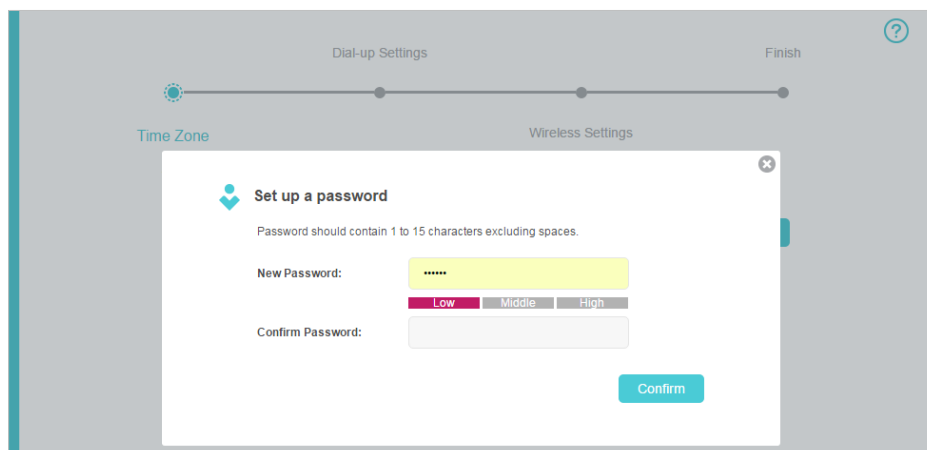 ?
Dial-up Settings
Finish
Time Zone
Wireless Settings
Set up a password
Password should contain 1 to 15 characters excluding spaces.
New Password:
••••••
Low Middle High
Confirm Password:
Confirm